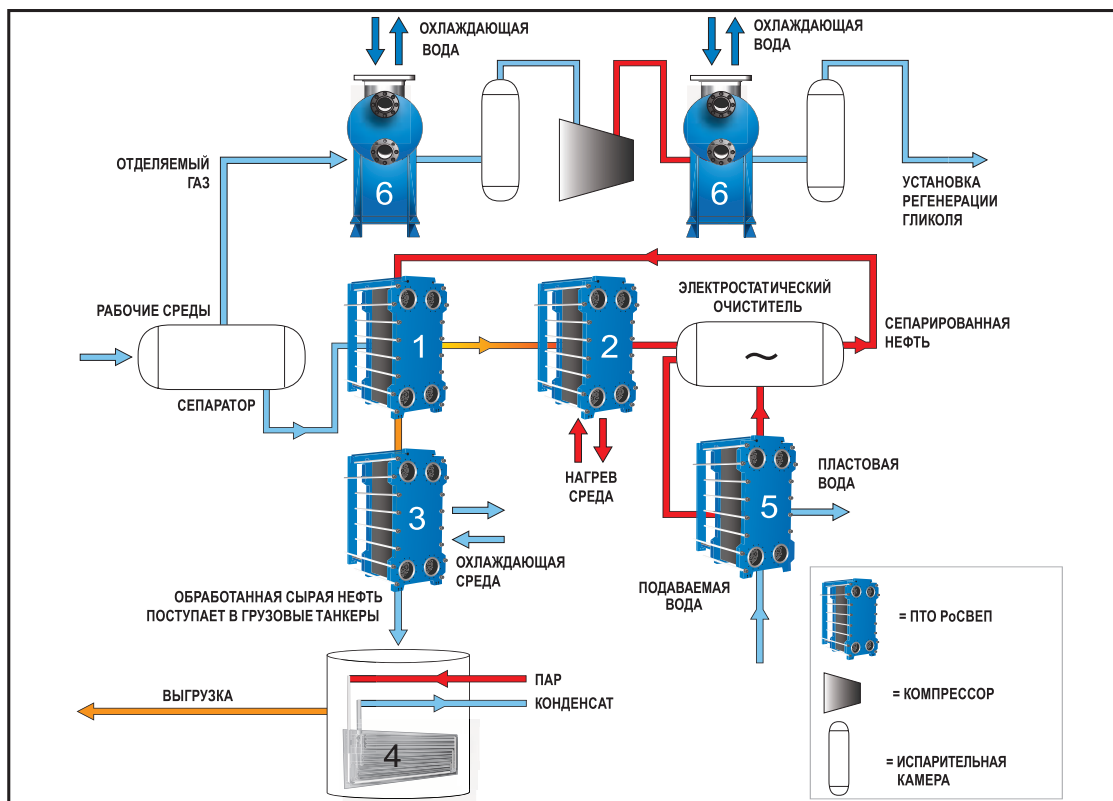 ОХЛАЖДАЮЩАЯ
ВОДА
ОХЛАЖДАЮЩАЯ
ВОДА
ОТДЕЛЯЕМЫЙ
ГАЗ
6
6
УСТАНОВКА
РЕГЕНЕРАЦИИ
ГЛИКОЛЯ
РАБОЧИЕ СРЕДЫ
СЕПАРАТОР
1
2
ЭЛЕКТРОСТАТИЧЕСКИЙ
ОЧИСТИТЕЛЬ
~
СЕПАРИРОВАННАЯ
НЕФТЬ
НАГРЕВ
СРЕДА
3
ОХЛАЖДАЮЩАЯ
СРЕДА
5
ПЛАСТОВАЯ
ВОДА
ПОДАВАЕМАЯ
ВОДА
ОБРАБОТАННАЯ СЫРАЯ НЕФТЬ
ПОСТУПАЕТ В ГРУЗОВЫЕ ТАНКЕРЫ
ПАР
КОНДЕНСАТ
ВЫГРУЗКА
4
= ПТО РоСВЕП
= КОМПРЕССОР
= ИСПАРИТЕЛЬНАЯ
КАМЕРА